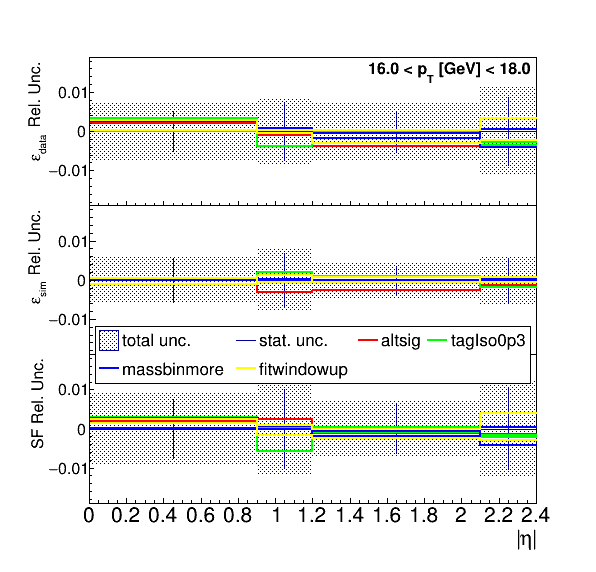 16.0 < p_T [GeV] < 18.0
ε_data Rel. Unc.
0.01
0
−0.01
ε_sim Rel. Unc.
0.01
0
−0.01
total unc. stat. unc. altsig tagIso0p3
massbinmore fitwindowup
SF Rel. Unc.
0.01
0
−0.01
0 0.2 0.4 0.6 0.8 1 1.2 1.4 1.6 1.8 2 2.2 2.4
|η|